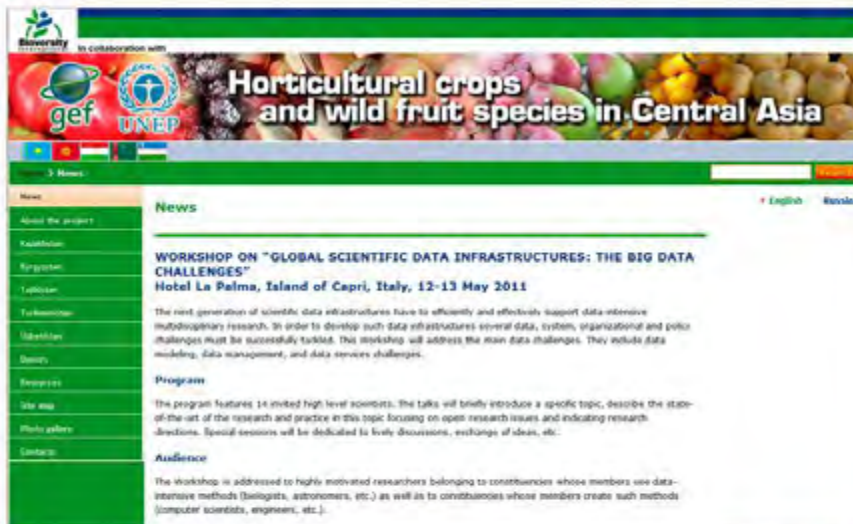 Bioversity
In collaboration with
gef
UNEP
Horticultural crops
and wild fruit species in Central Asia
> News
News
About the project
Kazakhstan
Kyrgyzstan
Tajikistan
Turkmenistan
Uzbekistan
Donors
Resources
Site map
Photo gallery
Contacts
English Russia
News
WORKSHOP ON "GLOBAL SCIENTIFIC DATA INFRASTRUCTURES: THE BIG DATA
CHALLENGES"
Hotel La Palma, Island of Capri, Italy, 12-13 May 2011
The next generation of scientific data infrastructures have to efficiently and effectively support data-intensive
multidisciplinary research. In order to develop such data infrastructures several data, system, organizational and policy
challenges must be successfully tackled. This Workshop will address the main data challenges. They include data
modeling, data management, and data services challenges.
Program
The program features 14 invited high level scientists. The talks will briefly introduce a specific topic, describe the state-
of-the-art of the research and practice in this topic focusing on open research issues and indicating research
directions. Special sessions will be dedicated to lively discussions, exchange of ideas, etc.
Audience
The Workshop is addressed to highly motivated researchers belonging to constituencies whose members use data-
intensive methods (biologists, astronomers, etc.) as well as to constituencies whose members create such methods
(computer scientists, engineers, etc.).